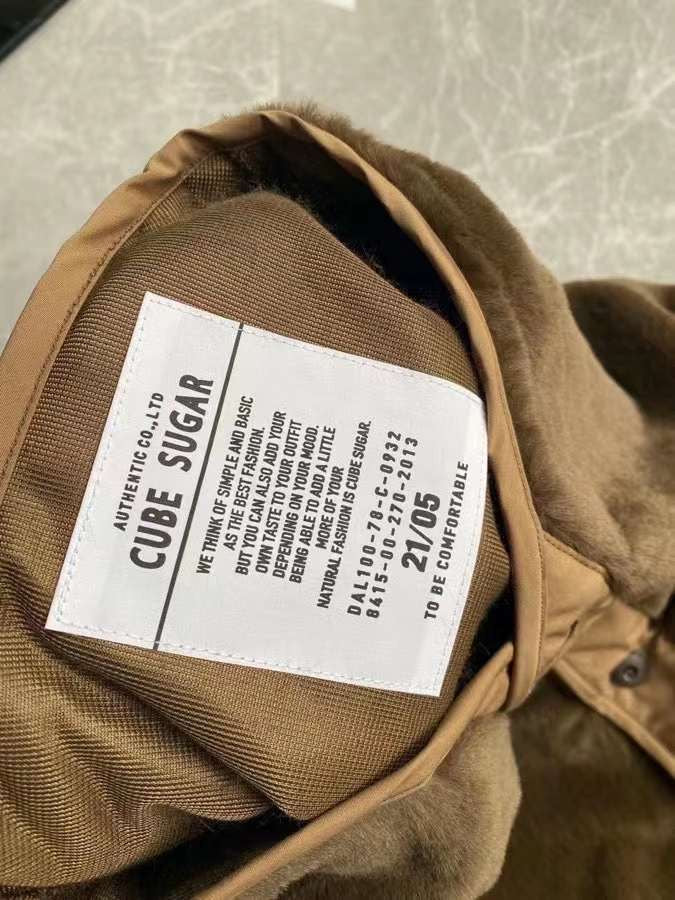 AUTHENTIC CO.,LTD
CUBE SUGAR
WE THINK OF SIMPLE AND BASIC
AS THE BEST FASHION.
BUT YOU CAN ALSO ADD YOUR
OWN TASTE TO YOUR OUTFIT
DEPENDING ON YOUR MOOD.
BEING ABLE TO ADD A LITTLE
MORE OF YOUR
NATURAL FASHION IS CUBE SUGAR.
DAL100-78-C-0932
8415-00-270-2013
21/05
TO BE COMFORTABLE